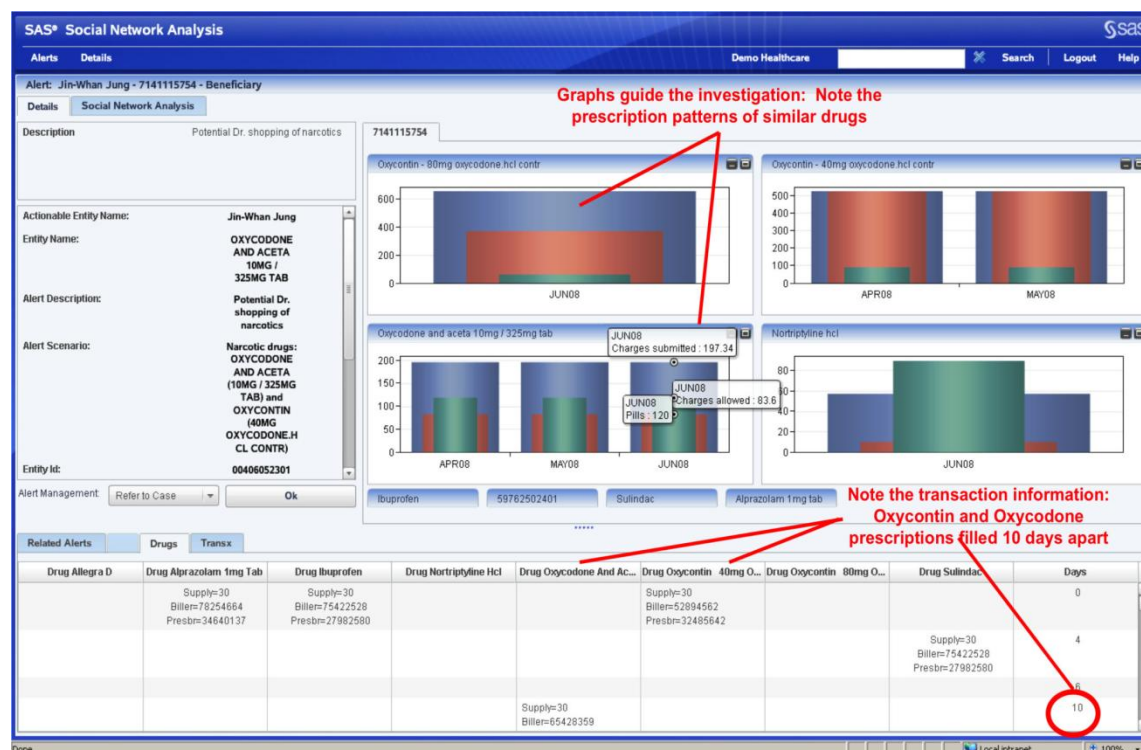 SAS® Social Network Analysis
sas
Alerts Details
Demo Healthcare
Search Logout Help
Alert: Jin-Whan Jung - 7141115754 - Beneficiary
Details Social Network Analysis
Description Potential Dr. shopping of narcotics
Actionable Entity Name: Jin-Whan Jung
Entity Name: OXYCODONE
AND ACETA
10MG /
325MG TAB
Alert Description: Potential Dr.
shopping of
narcotics
Alert Scenario: Narcotic drugs:
OXYCODONE
AND ACETA
(10MG / 325MG
TAB) and
OXYCONTIN
(40MG
OXYCODONE.H
CL CONTR)
Entity Id: 00406052301
Alert Management: Refer to Case Ok
Graphs guide the investigation: Note the
prescription patterns of similar drugs
7141115754
Oxycontin - 80mg oxycodone.hcl contr
600
400
200
0
JUN08
Oxycontin - 40mg oxycodone.hcl contr
500
400
300
200
100
0
APR08 MAY08
Oxycodone and aceta 10mg / 325mg tab
200
150
100
50
0
APR08 MAY08 JUN08
JUN08
Charges submitted : 197.34
JUN08
Charges allowed : 83.6
JUN08
Pills : 120
Nortriptyline hcl
80
60
40
20
0
JUN08
Ibuprofen 59762502401 Sulindac Alprazolam 1mg tab
Note the transaction information:
Oxycontin and Oxycodone
prescriptions filled 10 days apart
Related Alerts Drugs Transx
Drug Allegra D Drug Alprazolam 1mg Tab Drug Ibuprofen Drug Nortriptyline Hcl Drug Oxycodone And Ac... Drug Oxycontin 40mg O... Drug Oxycontin 80mg O... Drug Sulindac Days
Supply=30 Supply=30 Supply=30 0
Biller=78254664 Biller=75422528 Biller=52894562
Presbr=34640137 Presbr=27982580 Presbr=32485642
Supply=30 4
Biller=75422528
Presbr=27982580
6
Supply=30 10
Biller=65428359
Done
Local intranet 100%